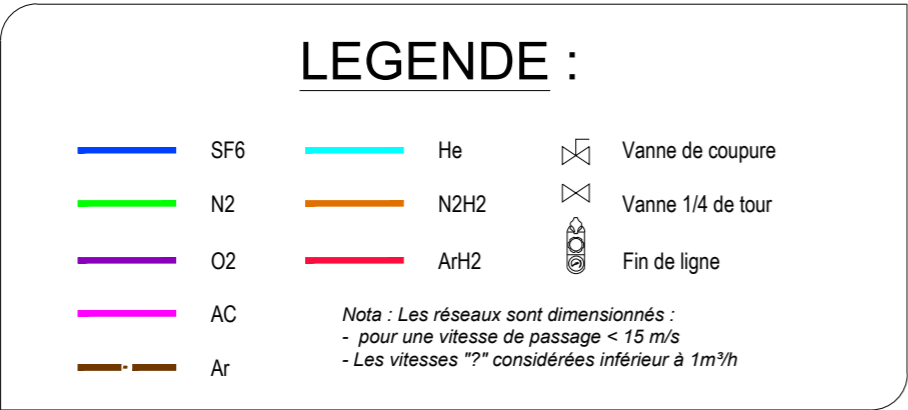 LEGENDE :
SF6 He Vanne de coupure
N2 N2H2 Vanne 1/4 de tour
O2 ArH2 Fin de ligne
AC
Ar
Nota : Les réseaux sont dimensionnés :
- pour une vitesse de passage < 15 m/s
- Les vitesses "?" considérées inférieur à 1m³/h